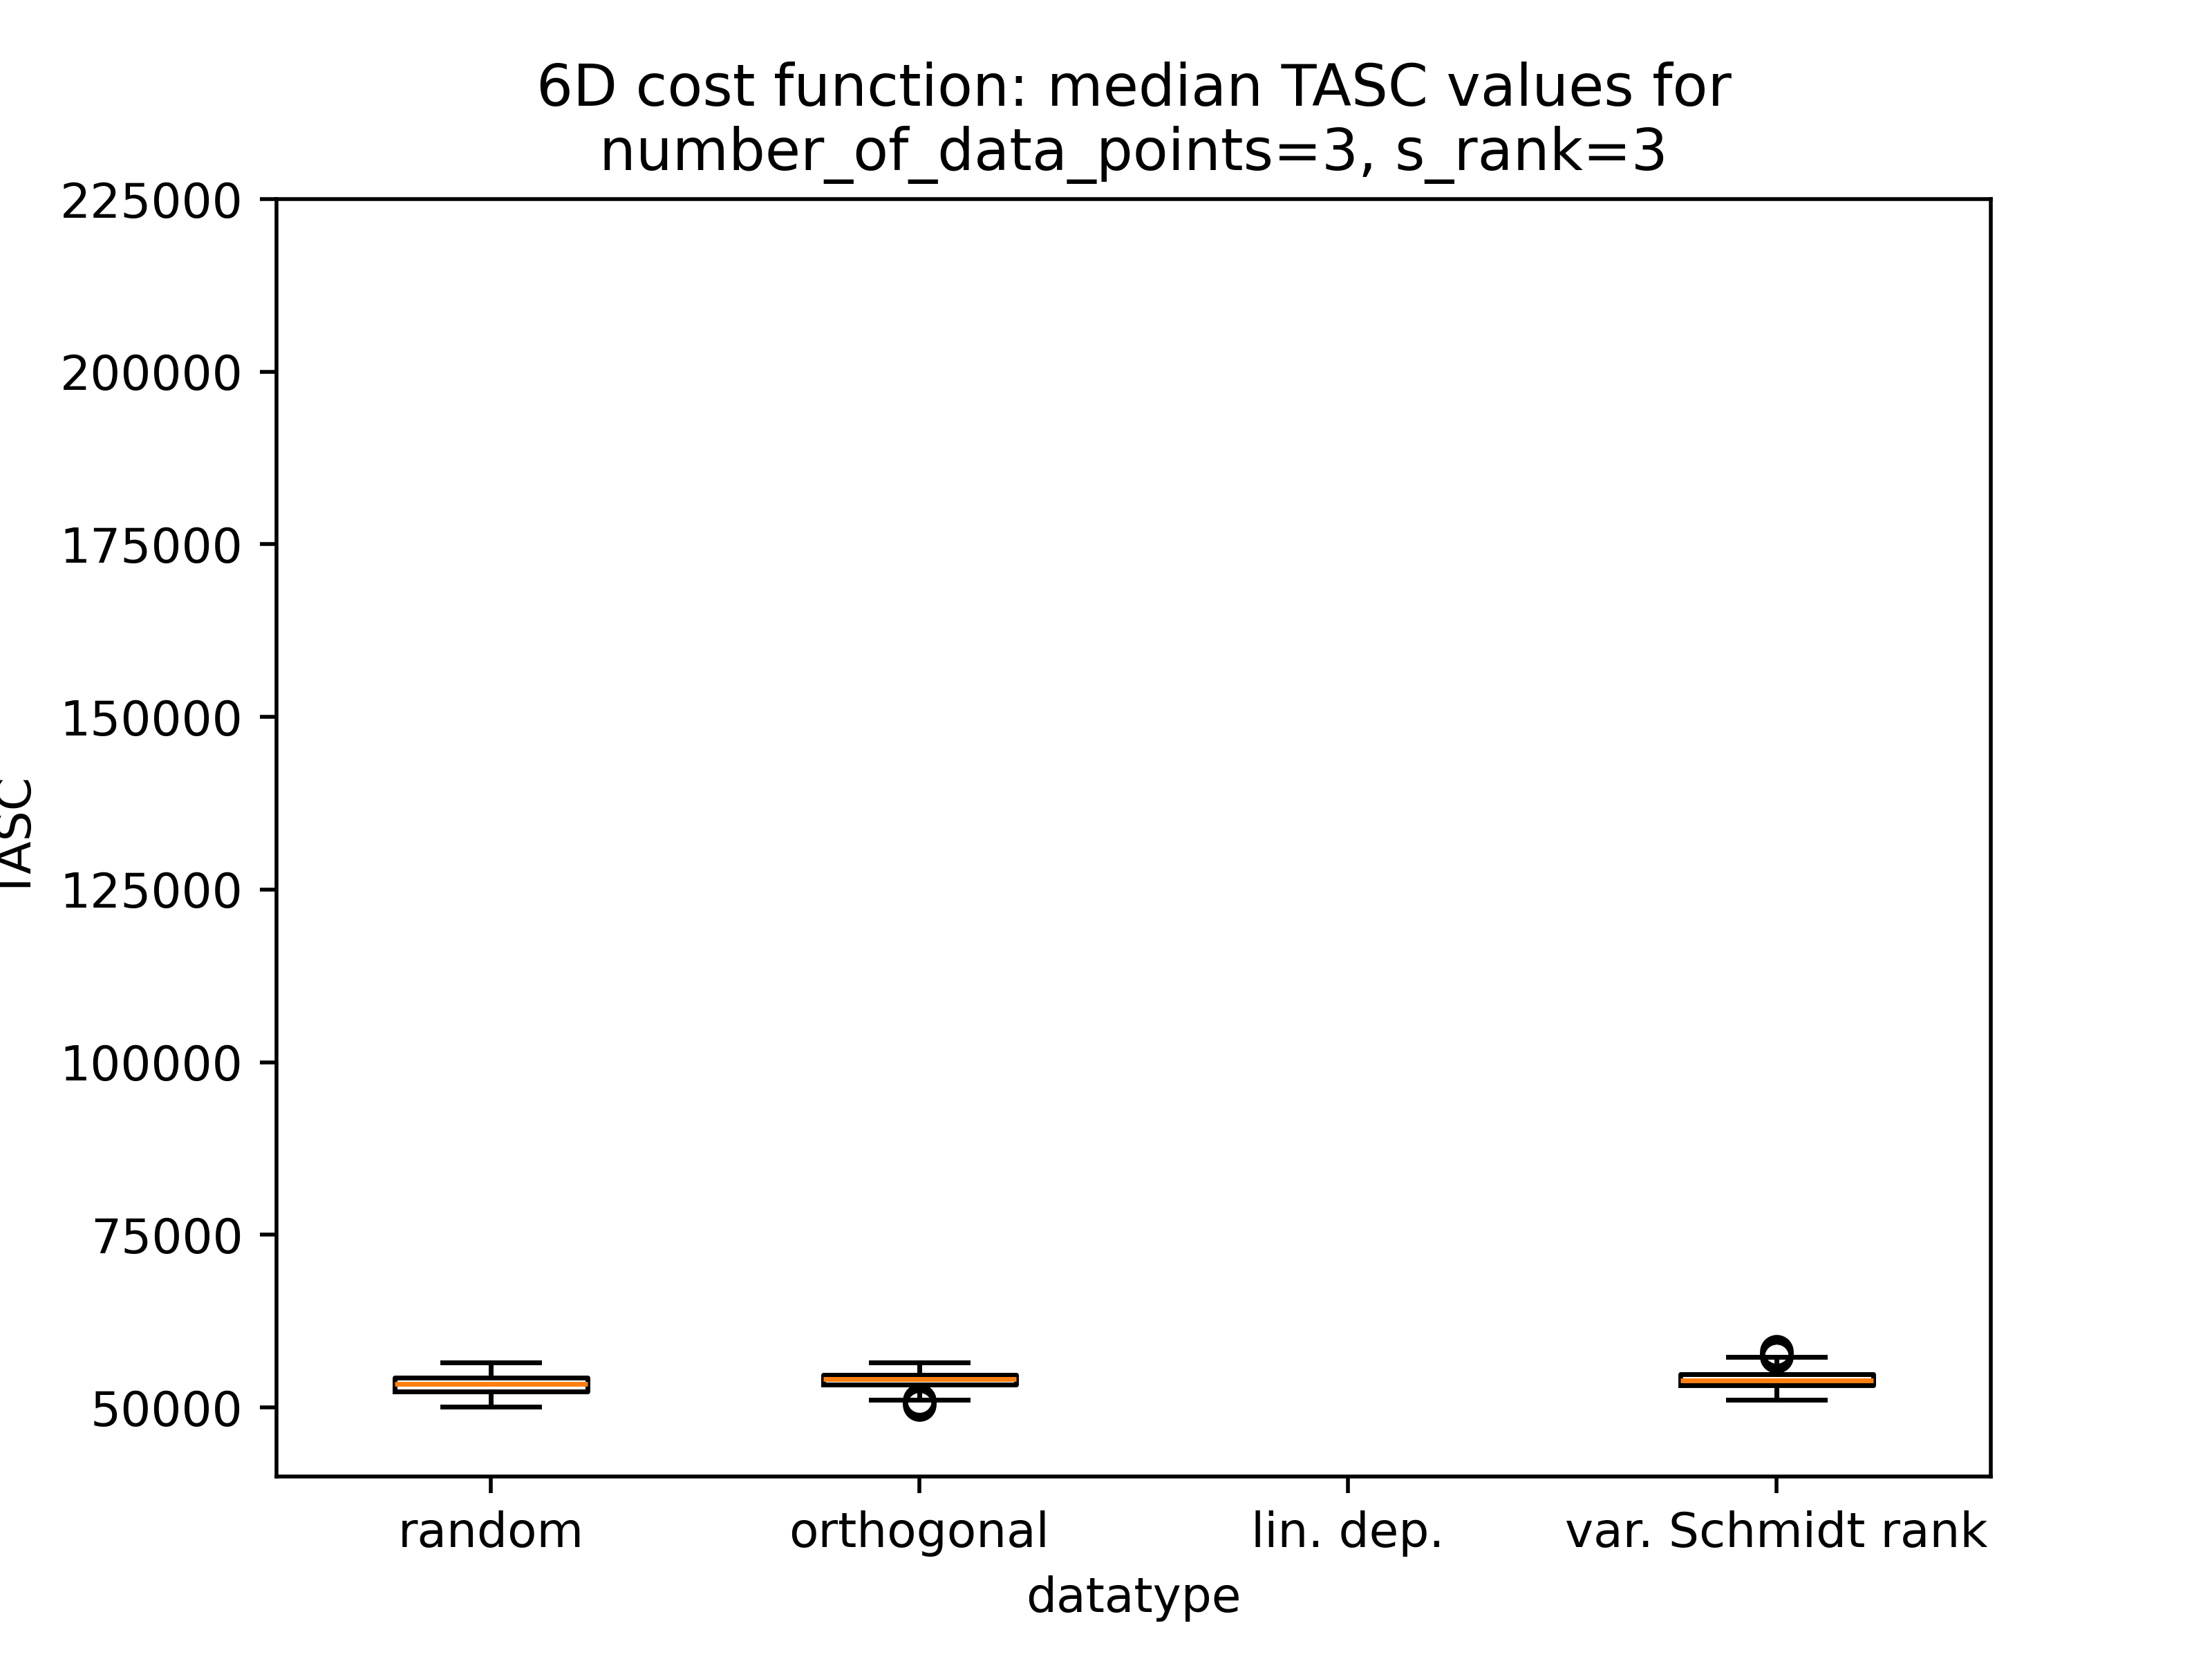 6D cost function: median TASC values for
number_of_data_points=3, s_rank=3
225000
200000
175000
150000
125000
100000
75000
50000
TASC
random
orthogonal
lin. dep.
var. Schmidt rank
datatype